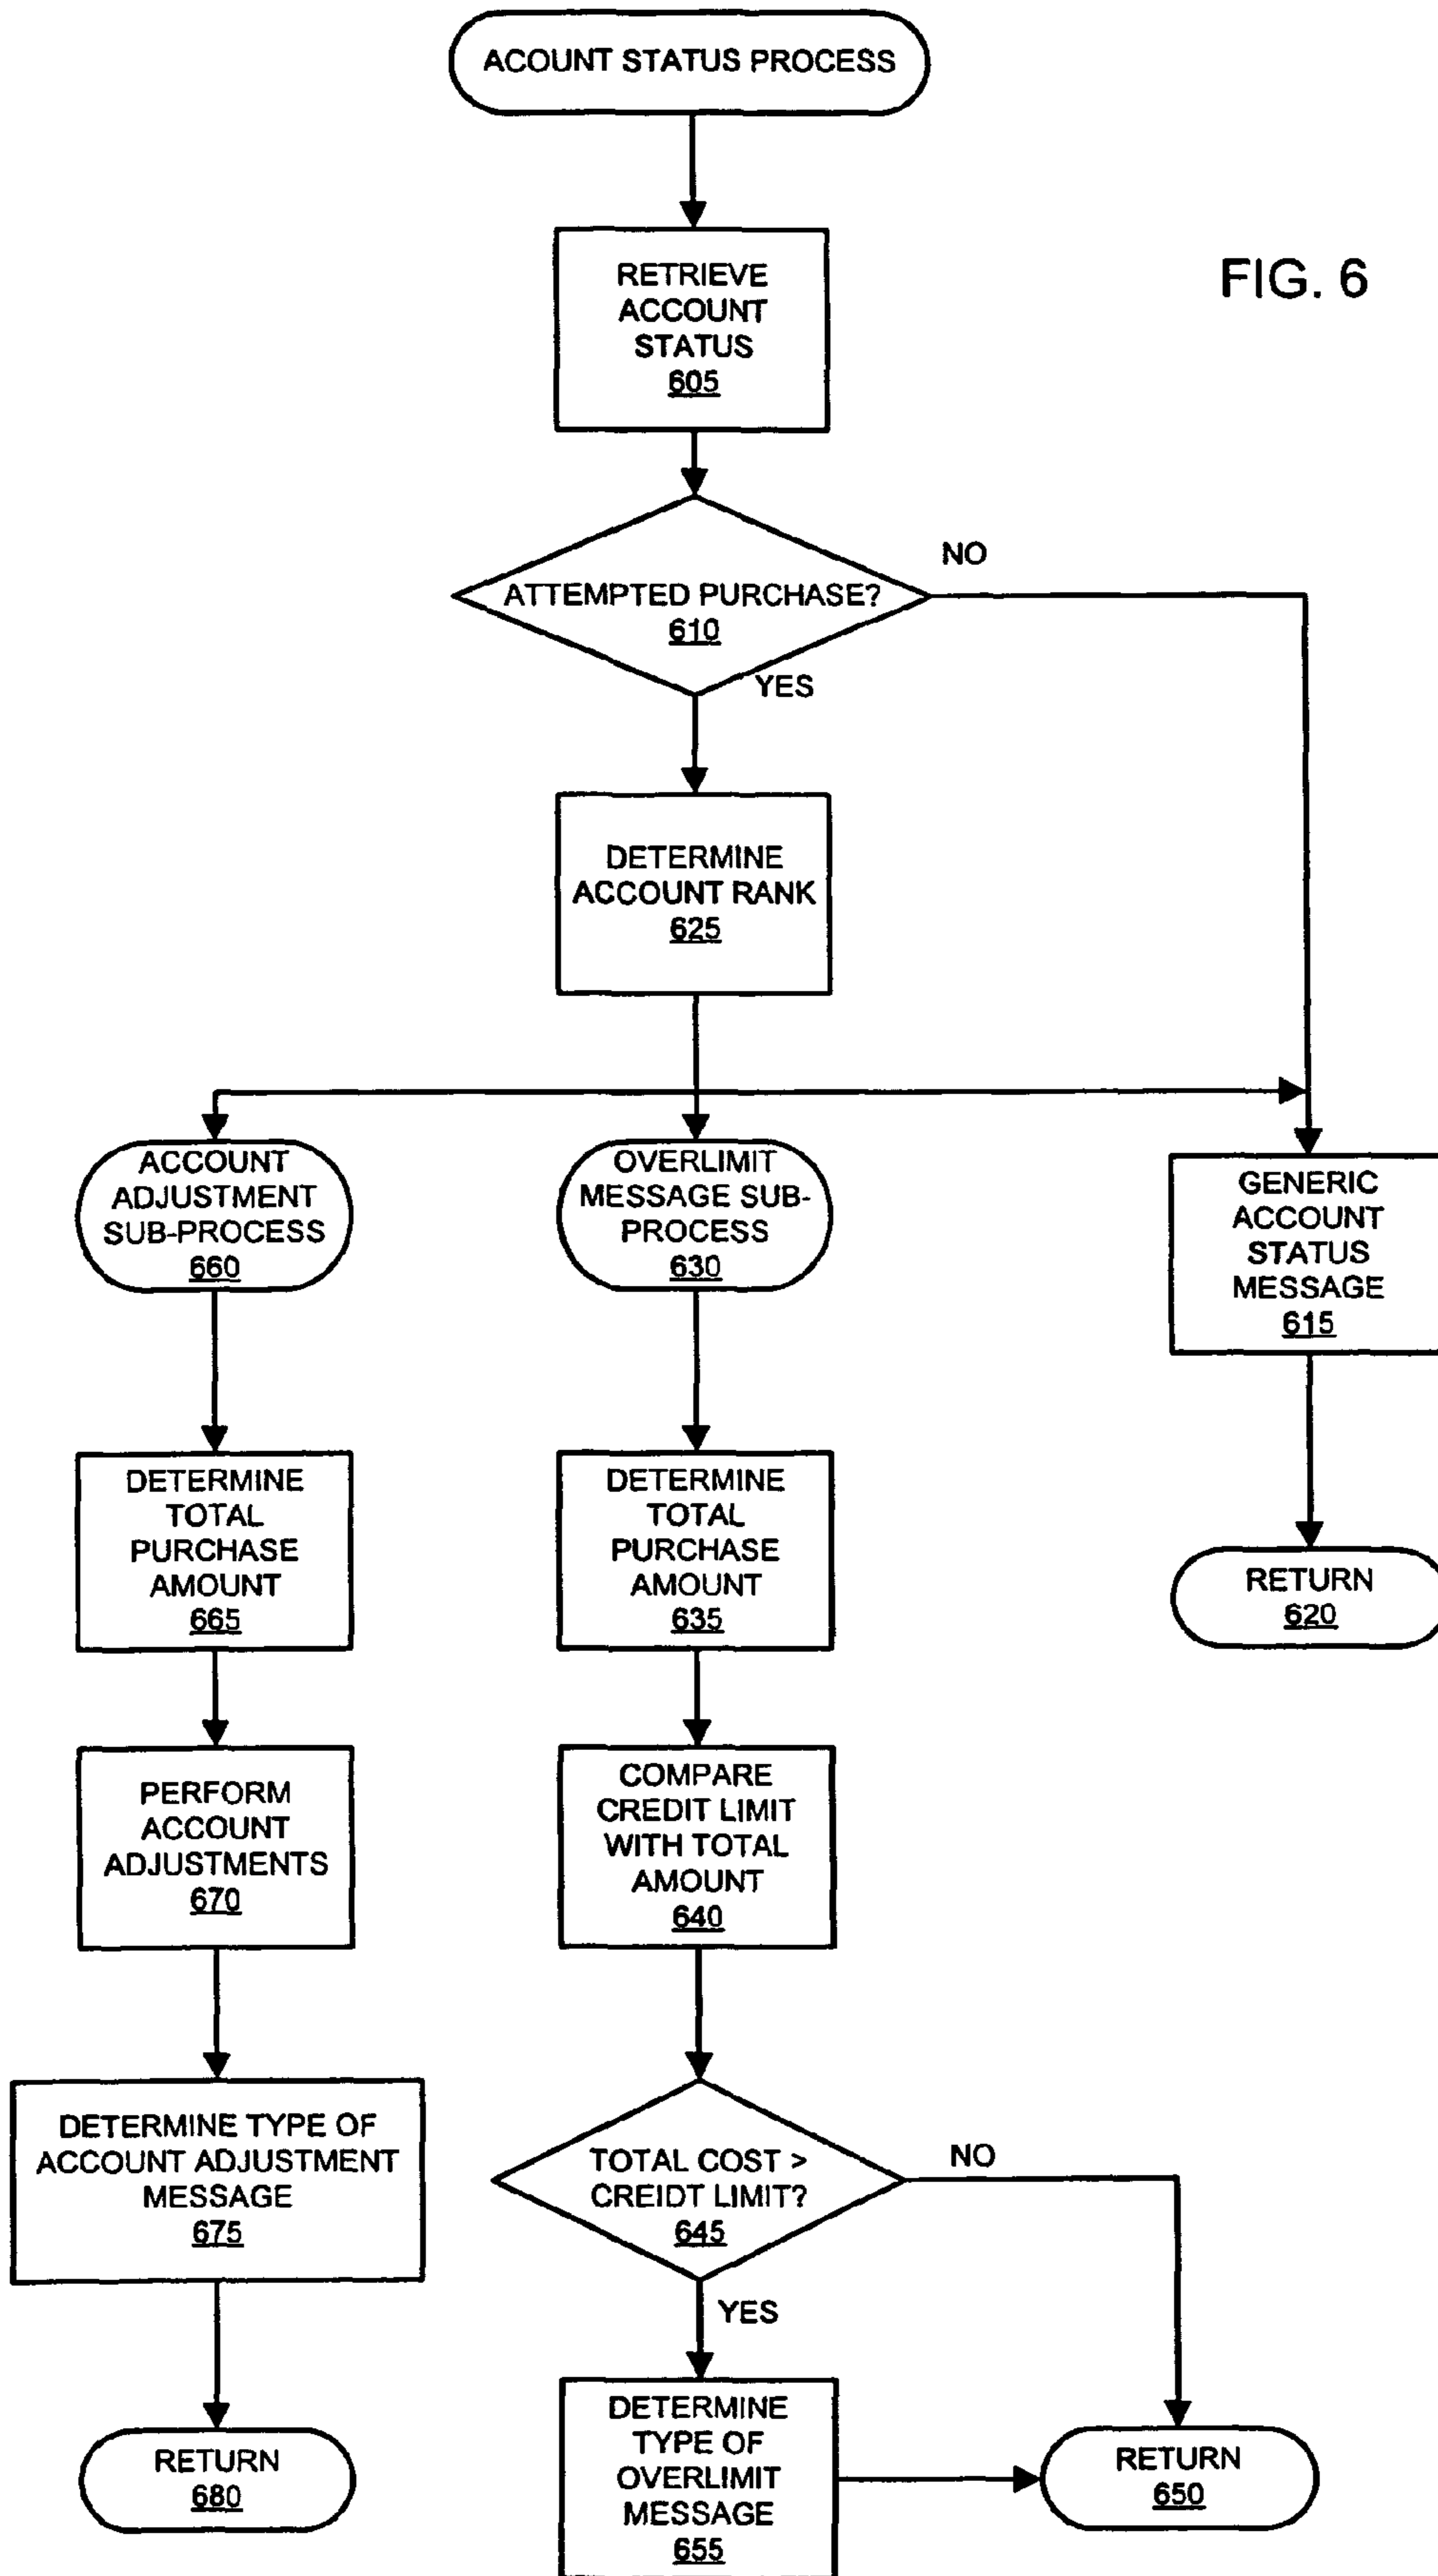 ACOUNT STATUS PROCESS
FIG. 6
RETRIEVE
ACCOUNT
STATUS
605
NO
ATTEMPTED PURCHASE?
610
YES
DETERMINE
ACCOUNT RANK
625
ACCOUNT
ADJUSTMENT
SUB-PROCESS
660
OVERLIMIT
MESSAGE SUB-
PROCESS
630
GENERIC
ACCOUNT
STATUS
MESSAGE
615
DETERMINE
TOTAL
PURCHASE
AMOUNT
665
DETERMINE
TOTAL
PURCHASE
AMOUNT
635
RETURN
620
PERFORM
ACCOUNT
ADJUSTMENTS
670
COMPARE
CREDIT LIMIT
WITH TOTAL
AMOUNT
640
DETERMINE TYPE OF
ACCOUNT ADJUSTMENT
MESSAGE
675
TOTAL COST >
CREIDT LIMIT?
645
NO
YES
RETURN
680
DETERMINE
TYPE OF
OVERLIMIT
MESSAGE
655
RETURN
650